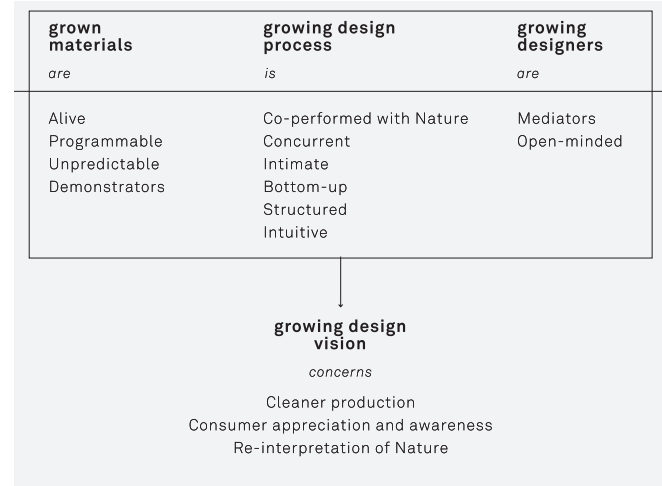 grown
materials
are
Alive
Programmable
Unpredictable
Demonstrators
growing design
process
is
Co-performed with Nature
Concurrent
Intimate
Bottom-up
Structured
Intuitive
growing
designers
are
Mediators
Open-minded
growing design
vision
concerns
Cleaner production
Consumer appreciation and awareness
Re-interpretation of Nature